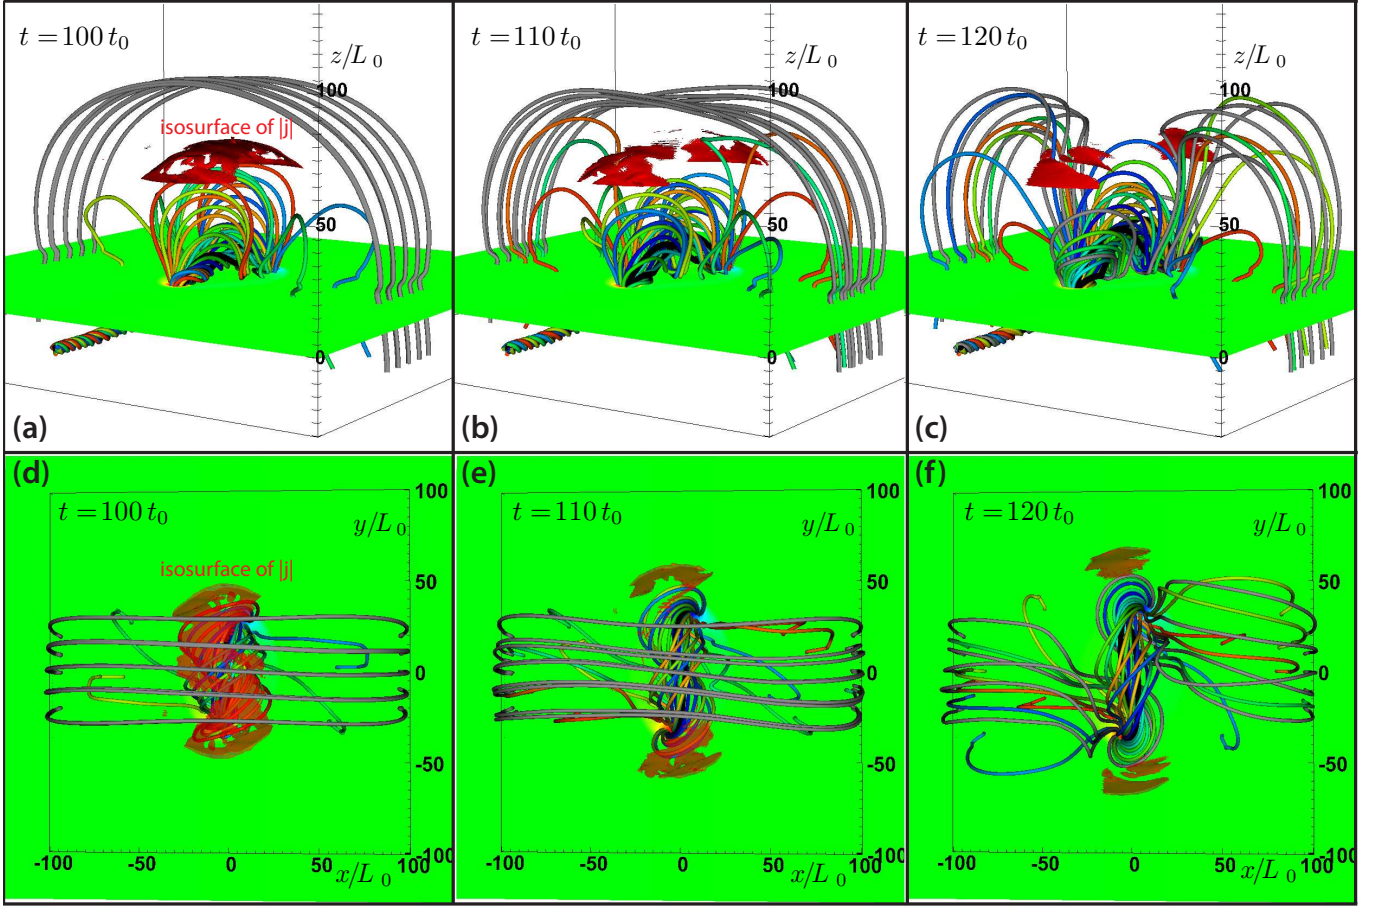 t = 100 t₀
z/L₀
100
isosurface of |j|
50
0
(a)
t = 110 t₀
z/L₀
100
50
0
(b)
t = 120 t₀
z/L₀
100
50
0
(c)
(d)
t = 100 t₀
100
y/L₀
isosurface of |j|
50
0
-50
-100
-100 -50 0 50 100
x/L₀
(e)
t = 110 t₀
100
y/L₀
50
0
-50
-100
-100 -50 0 50 100
x/L₀
(f)
t = 120 t₀
100
y/L₀
50
0
-50
-100
-100 -50 0 50 100
x/L₀